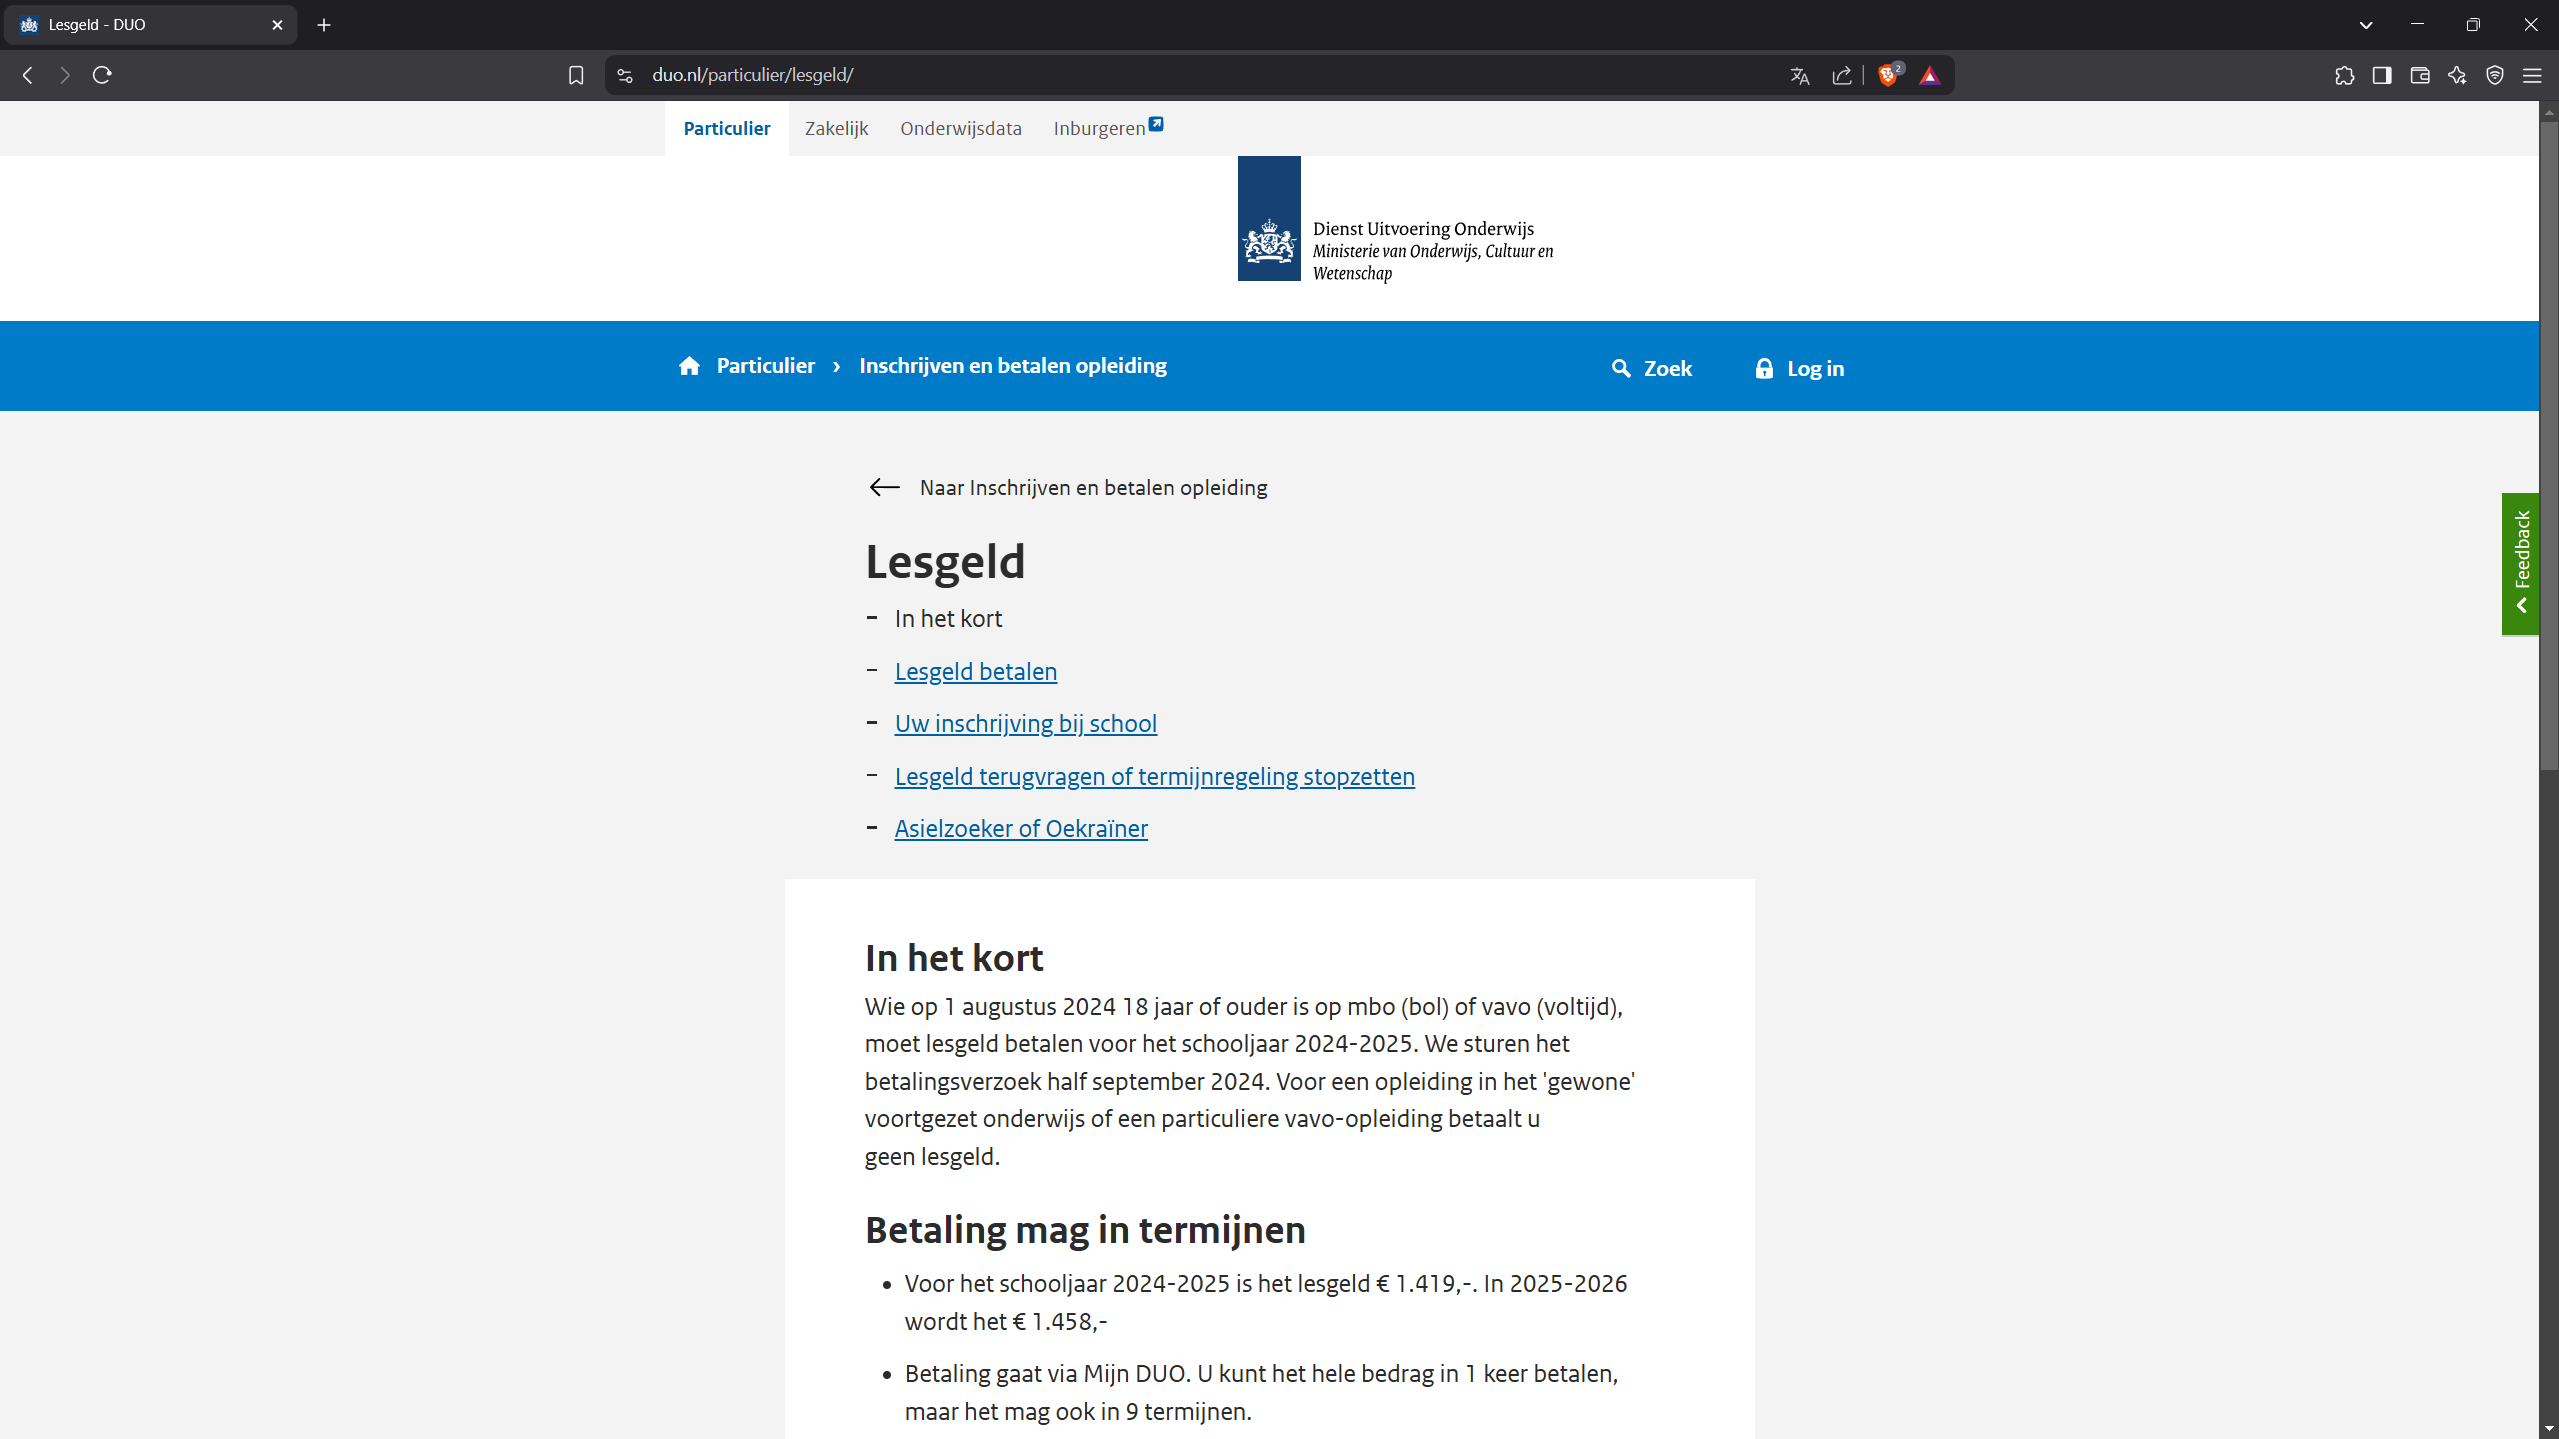 Lesgeld - DUO
duo.nl/particulier/lesgeld/
2
Particulier
Zakelijk
Onderwijsdata
Inburgeren
Dienst Uitvoering Onderwijs
Ministerie van Onderwijs, Cultuur en
Wetenschap
Particulier › Inschrijven en betalen opleiding
Zoek
Log in
Naar Inschrijven en betalen opleiding
Feedback
Lesgeld
- In het kort
- Lesgeld betalen
- Uw inschrijving bij school
- Lesgeld terugvragen of termijnregeling stopzetten
- Asielzoeker of Oekraïner
In het kort
Wie op 1 augustus 2024 18 jaar of ouder is op mbo (bol) of vavo (voltijd),
moet lesgeld betalen voor het schooljaar 2024-2025. We sturen het
betalingsverzoek half september 2024. Voor een opleiding in het 'gewone'
voortgezet onderwijs of een particuliere vavo-opleiding betaalt u
geen lesgeld.
Betaling mag in termijnen
• Voor het schooljaar 2024-2025 is het lesgeld € 1.419,-. In 2025-2026
wordt het € 1.458,-
• Betaling gaat via Mijn DUO. U kunt het hele bedrag in 1 keer betalen,
maar het mag ook in 9 termijnen.